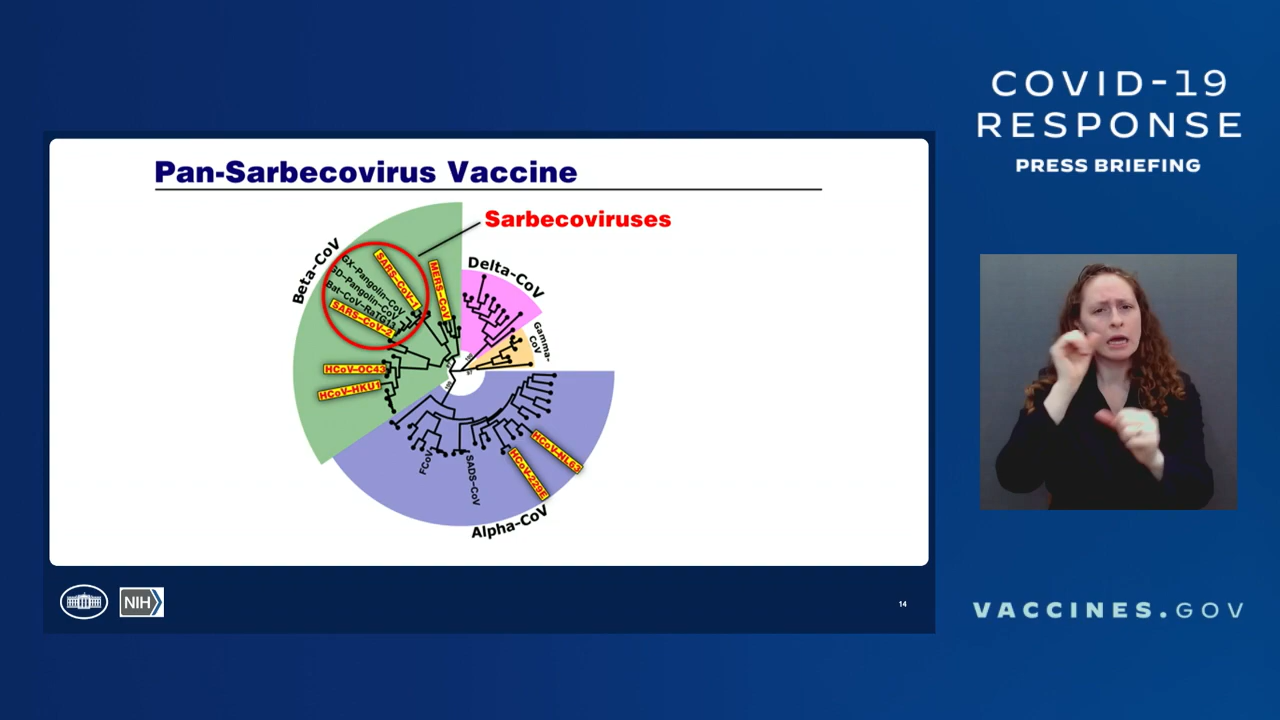 COVID-19
RESPONSE
PRESS BRIEFING
Pan-Sarbecovirus Vaccine
Sarbecoviruses
Beta-CoV
GX-Pangolin-CoV
GD-Pangolin-CoV
Bat-CoV-RaTG13
SARS-CoV-2
SARS-CoV-1
MERS-CoV
Delta-CoV
Gamma-
CoV
HCoV-OC43
HCoV-HKU1
HCoV-NL63
HCoV-229E
FCoV
SADS-CoV
Alpha-CoV
NIH
14
VACCINES.GOV